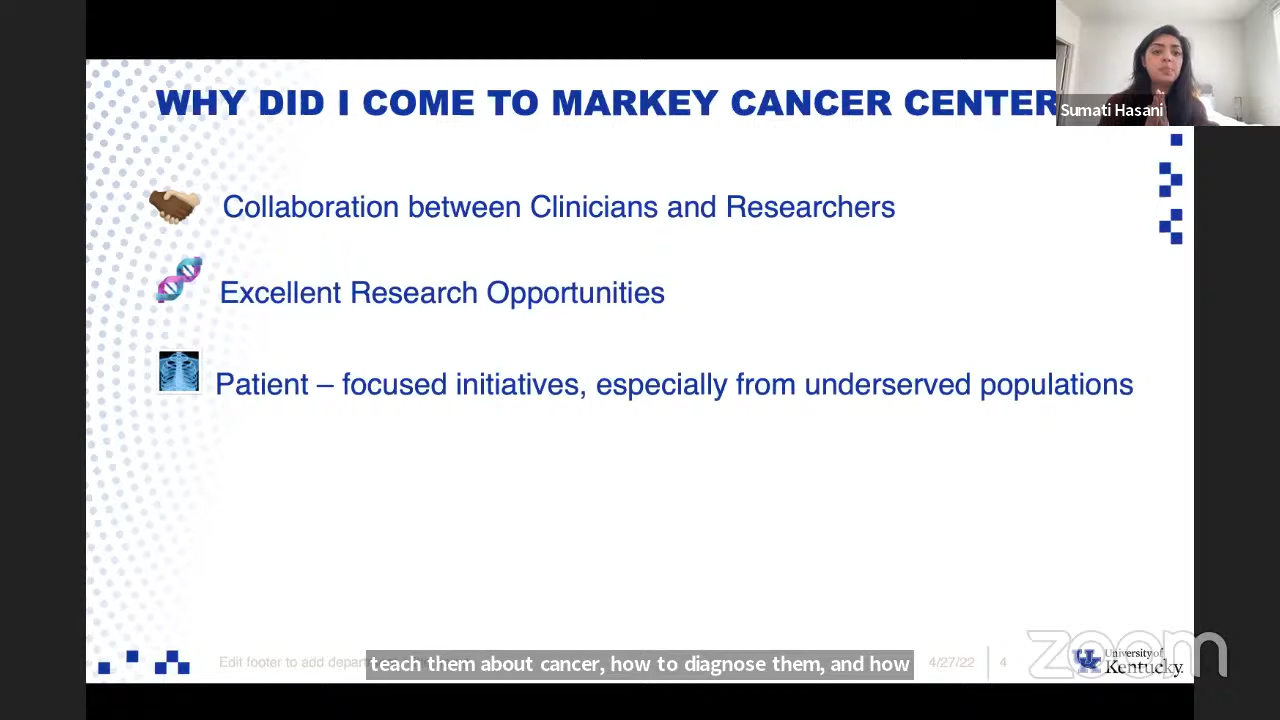 WHY DID I COME TO MARKEY CANCER CENTER
Sumati Hasani
Collaboration between Clinicians and Researchers
Excellent Research Opportunities
Patient – focused initiatives, especially from underserved populations
zoom
Edit footer to add depar
teach them about cancer, how to diagnose them, and how
4/27/22
4
University of
Kentucky.